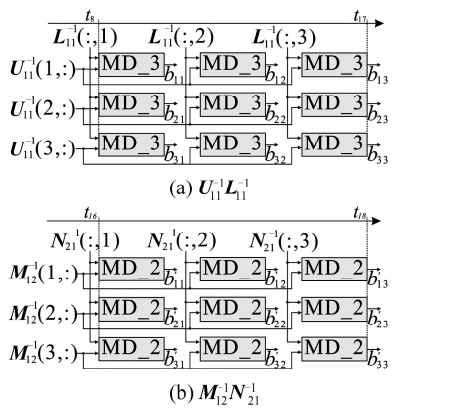 t₈ t₁₇
L₁₁⁻¹(:,1) L₁₁⁻¹(:,2) L₁₁⁻¹(:,3)
U₁₁⁻¹(1,:) MD_3 b₁₁ MD_3 b₁₂ MD_3 b₁₃
U₁₁⁻¹(2,:) MD_3 b₂₁ MD_3 b₂₂ MD_3 b₂₃
U₁₁⁻¹(3,:) MD_3 b₃₁ MD_3 b₃₂ MD_3 b₃₃
(a) U₁₁⁻¹L₁₁⁻¹
t₁₆ t₁₈
N₂₁⁻¹(:,1) N₂₁⁻¹(:,2) N₂₁⁻¹(:,3)
M₁₂⁻¹(1,:) MD_2 b₁₁ MD_2 b₁₂ MD_2 b₁₃
M₁₂⁻¹(2,:) MD_2 b₂₁ MD_2 b₂₂ MD_2 b₂₃
M₁₂⁻¹(3,:) MD_2 b₃₁ MD_2 b₃₂ MD_2 b₃₃
(b) M₁₂⁻¹N₂₁⁻¹